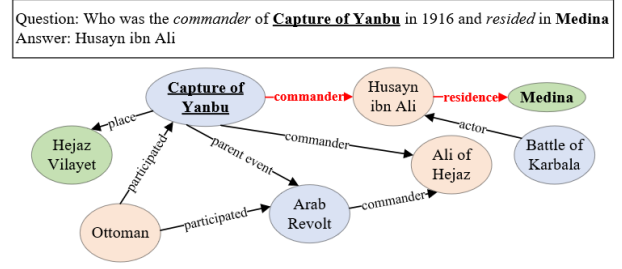 Question: Who was the commander of Capture of Yanbu in 1916 and resided in Medina
Answer: Husayn ibn Ali
Capture of
Yanbu
commander
Husayn
ibn Ali
residence
Medina
place
actor
Hejaz
Vilayet
participated
parent event
commander
Ali of
Hejaz
Battle of
Karbala
Ottoman
participated
Arab
Revolt
commander